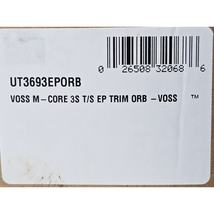 0 26508 32068 6
UT3693EPORB
VOSS M-CORE 3S T/S EP TRIM ORB -VOSS ™